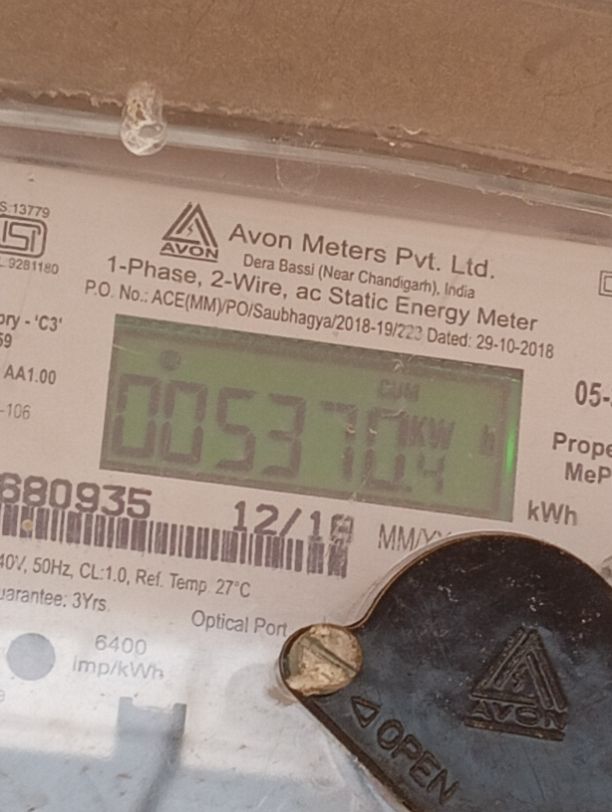 S 13779
ISI
L 9281180
AVON
Avon Meters Pvt. Ltd.
Dera Bassi (Near Chandigarh), India
1-Phase, 2-Wire, ac Static Energy Meter
P.O. No.: ACE(MM)/PO/Saubhagya/2018-19/223 Dated: 29-10-2018
ory - 'C3'
59
AA1.00
-106
CUM
005370.4 KW h
05-
Prope
MeP
kWh
680935
12/18
MM/YY
40V, 50Hz, CL:1.0, Ref. Temp. 27°C
uarantee: 3Yrs.
Optical Port
6400
imp/kWh
AVON
OPEN